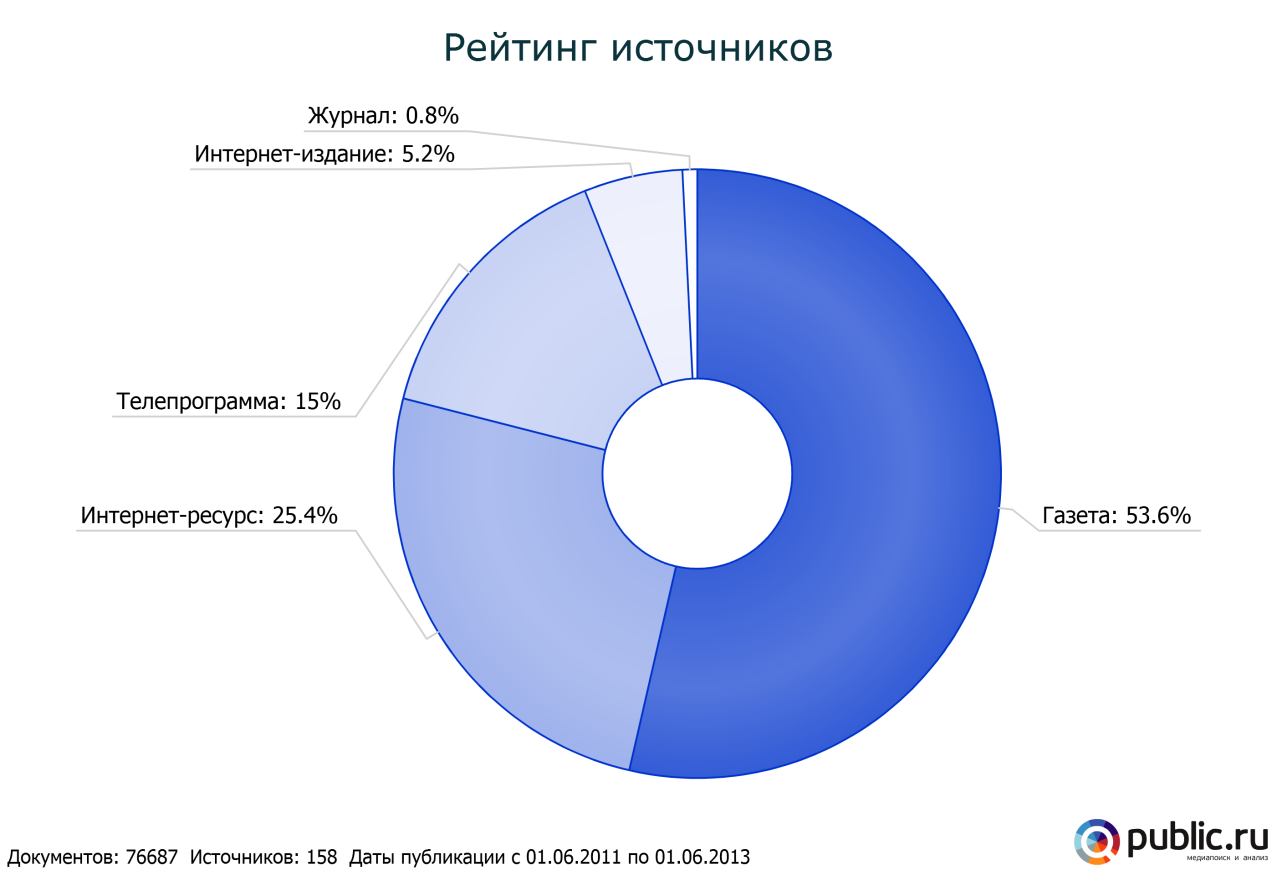 Рейтинг источников
Журнал: 0.8%
Интернет-издание: 5.2%
Телепрограмма: 15%
Интернет-ресурс: 25.4%
Газета: 53.6%
public.ru
медиапоиск и анализ
Документов: 76687 Источников: 158 Даты публикации с 01.06.2011 по 01.06.2013